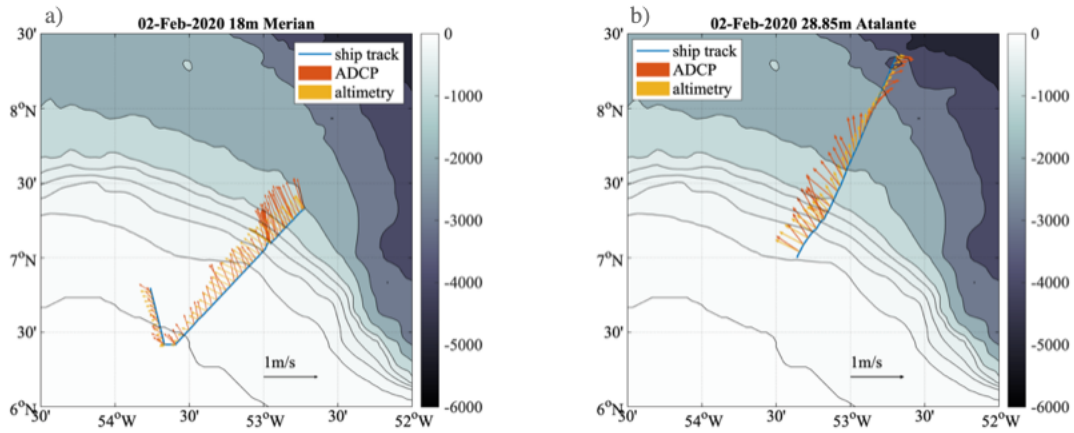 a)
02-Feb-2020 18m Merian
30'
8°N
30'
7°N
30'
6°N
30'
54°W
30'
53°W
30'
52°W
ship track
ADCP
altimetry
1m/s
0
-1000
-2000
-3000
-4000
-5000
-6000
b)
02-Feb-2020 28.85m Atalante
30'
8°N
30'
7°N
30'
6°N
30'
54°W
30'
53°W
30'
52°W
ship track
ADCP
altimetry
1m/s
0
-1000
-2000
-3000
-4000
-5000
-6000